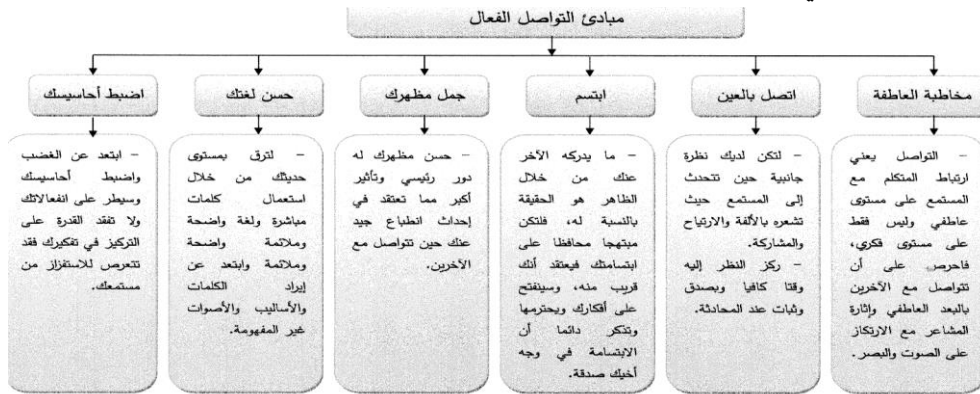 مبادئ التواصل الفعال
مخاطبة العاطفة
اتصل بالعين
ابتسم
جمل مظهرك
حسن لغتك
اضبط أحاسيسك
– التواصل يعني
ارتباط المتكلم مع
المستمع على مستوى
عاطفي وليس فقط
على مستوى فكري،
فاحرص على أن
تتواصل مع الآخرين
بالبعد العاطفي وإثارة
المشاعر مع الارتكاز
على الصوت والبصر.
– لتكن لديك نظرة
جانبية حين تتحدث
إلى المستمع حيث
تشعره بالألفة والارتياح
والمشاركة.
– ركز النظر إليه
وقتا كافيا وبصدق
وثبات عند المحادثة.
– ما يدركه الآخر
عنك من خلال
الظاهر هو الحقيقة
بالنسبة له، فلتكن
مبتهجا محافظا على
ابتسامتك فيعتقد أنك
قريب منه، وسينفتح
على أفكارك ويحترمها
وتذكر دائما أن
الابتسامة في وجه
أخيك صدقة.
– حسن مظهرك له
دور رئيسي وتأثير
أكبر مما تعتقد في
إحداث انطباع جيد
عنك حين تتواصل مع
الآخرين.
– لترق بمستوى
حديثك من خلال
استعمال كلمات
مباشرة ولغة واضحة
وملائمة واضحة
وملائمة وابتعد عن
إيراد الكلمات
والأساليب والأصوات
غير المفهومة.
– ابتعد عن الغضب
واضبط أحاسيسك
وسيطر على انفعالاتك
ولا تفقد القدرة على
التركيز في تفكيرك فقد
تتعرض للاستفزاز من
مستمعك.